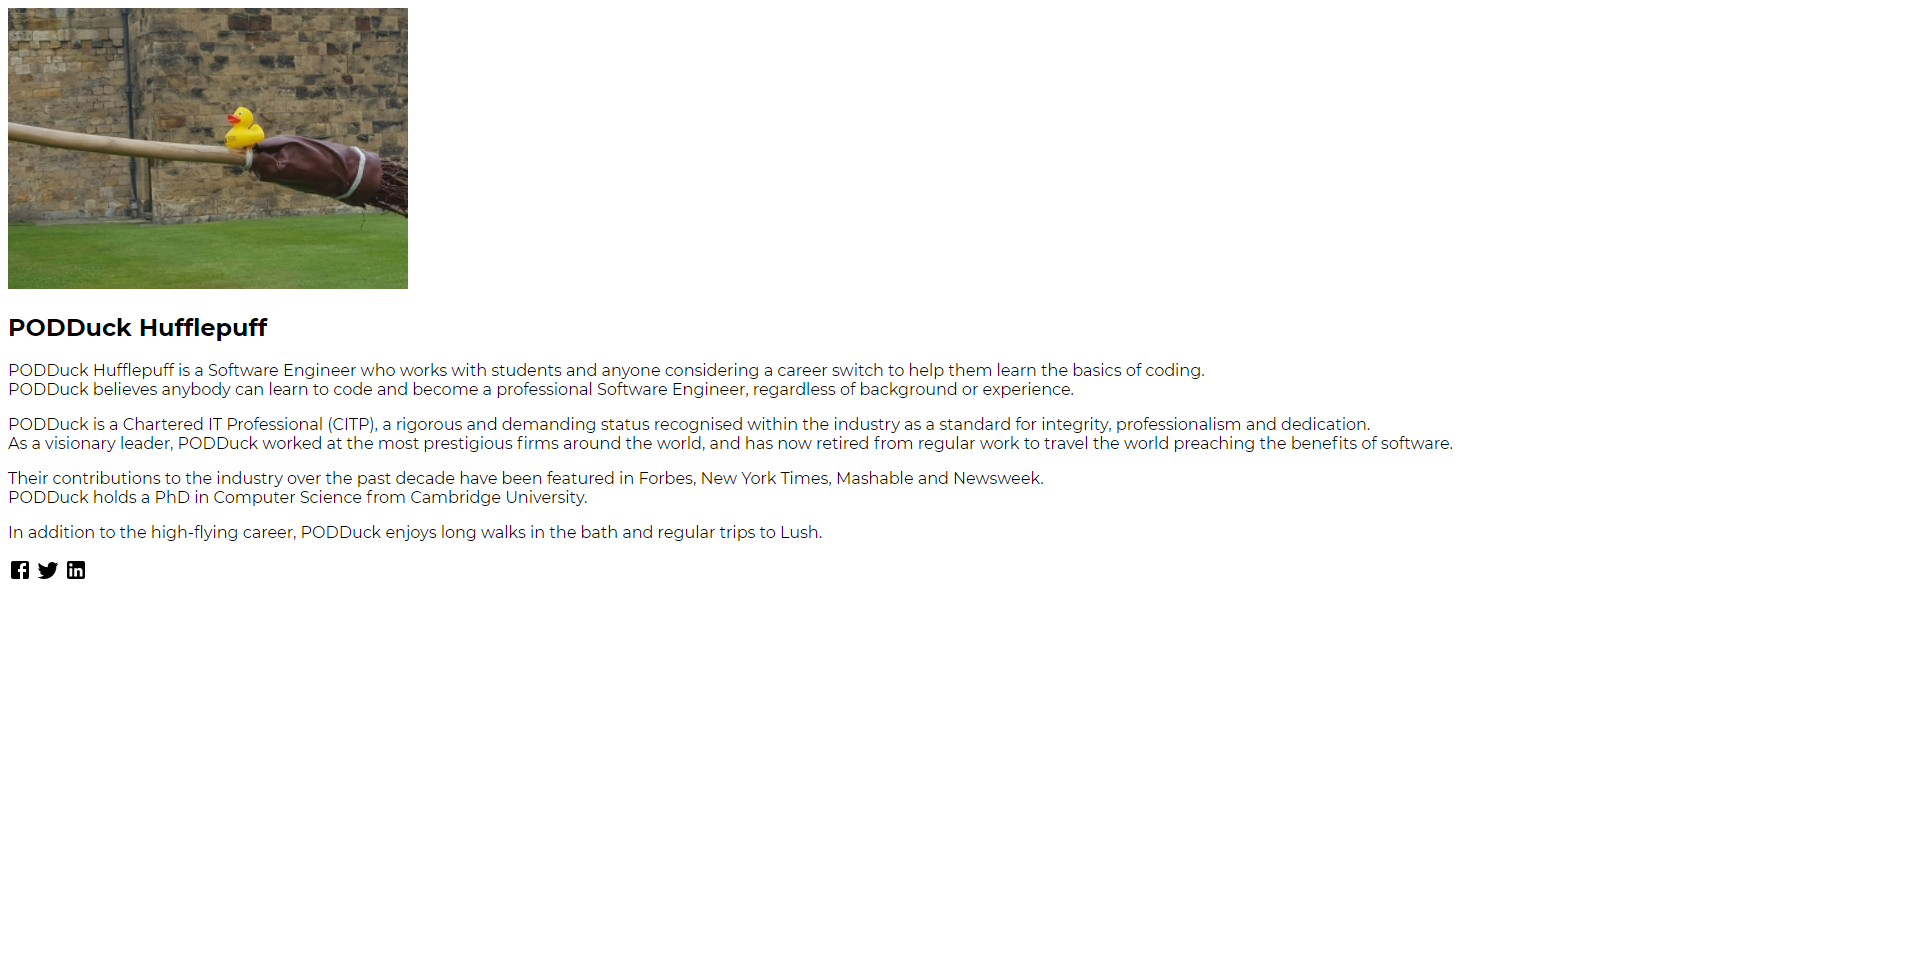 PODDuck Hufflepuff
PODDuck Hufflepuff is a Software Engineer who works with students and anyone considering a career switch to help them learn the basics of coding.
PODDuck believes anybody can learn to code and become a professional Software Engineer, regardless of background or experience.
PODDuck is a Chartered IT Professional (CITP), a rigorous and demanding status recognised within the industry as a standard for integrity, professionalism and dedication.
As a visionary leader, PODDuck worked at the most prestigious firms around the world, and has now retired from regular work to travel the world preaching the benefits of software.
Their contributions to the industry over the past decade have been featured in Forbes, New York Times, Mashable and Newsweek.
PODDuck holds a PhD in Computer Science from Cambridge University.
In addition to the high-flying career, PODDuck enjoys long walks in the bath and regular trips to Lush.